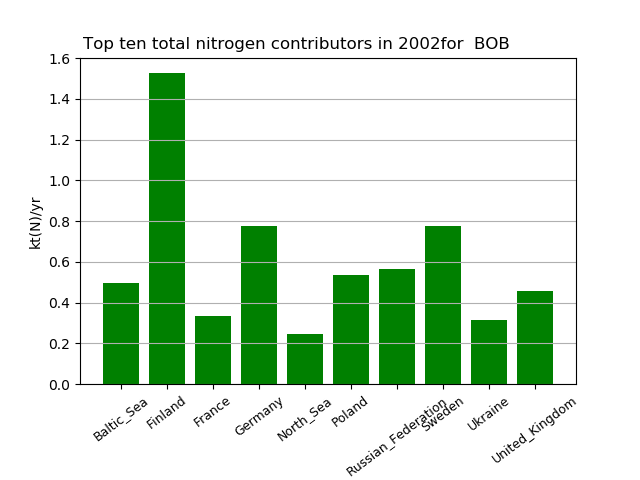 Top ten total nitrogen contributors in 2002for  BOB
kt(N)/yr
1.6
1.4
1.2
1.0
0.8
0.6
0.4
0.2
0.0
Baltic_Sea
Finland
France
Germany
North_Sea
Poland
Russian_Federation
Sweden
Ukraine
United_Kingdom